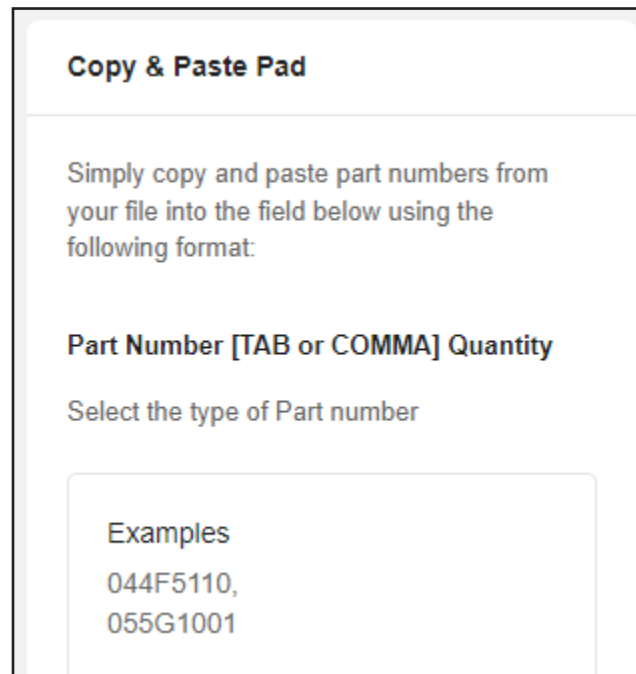 Copy & Paste Pad
Simply copy and paste part numbers from
your file into the field below using the
following format:
Part Number [TAB or COMMA] Quantity
Select the type of Part number
Examples
044F5110,
055G1001